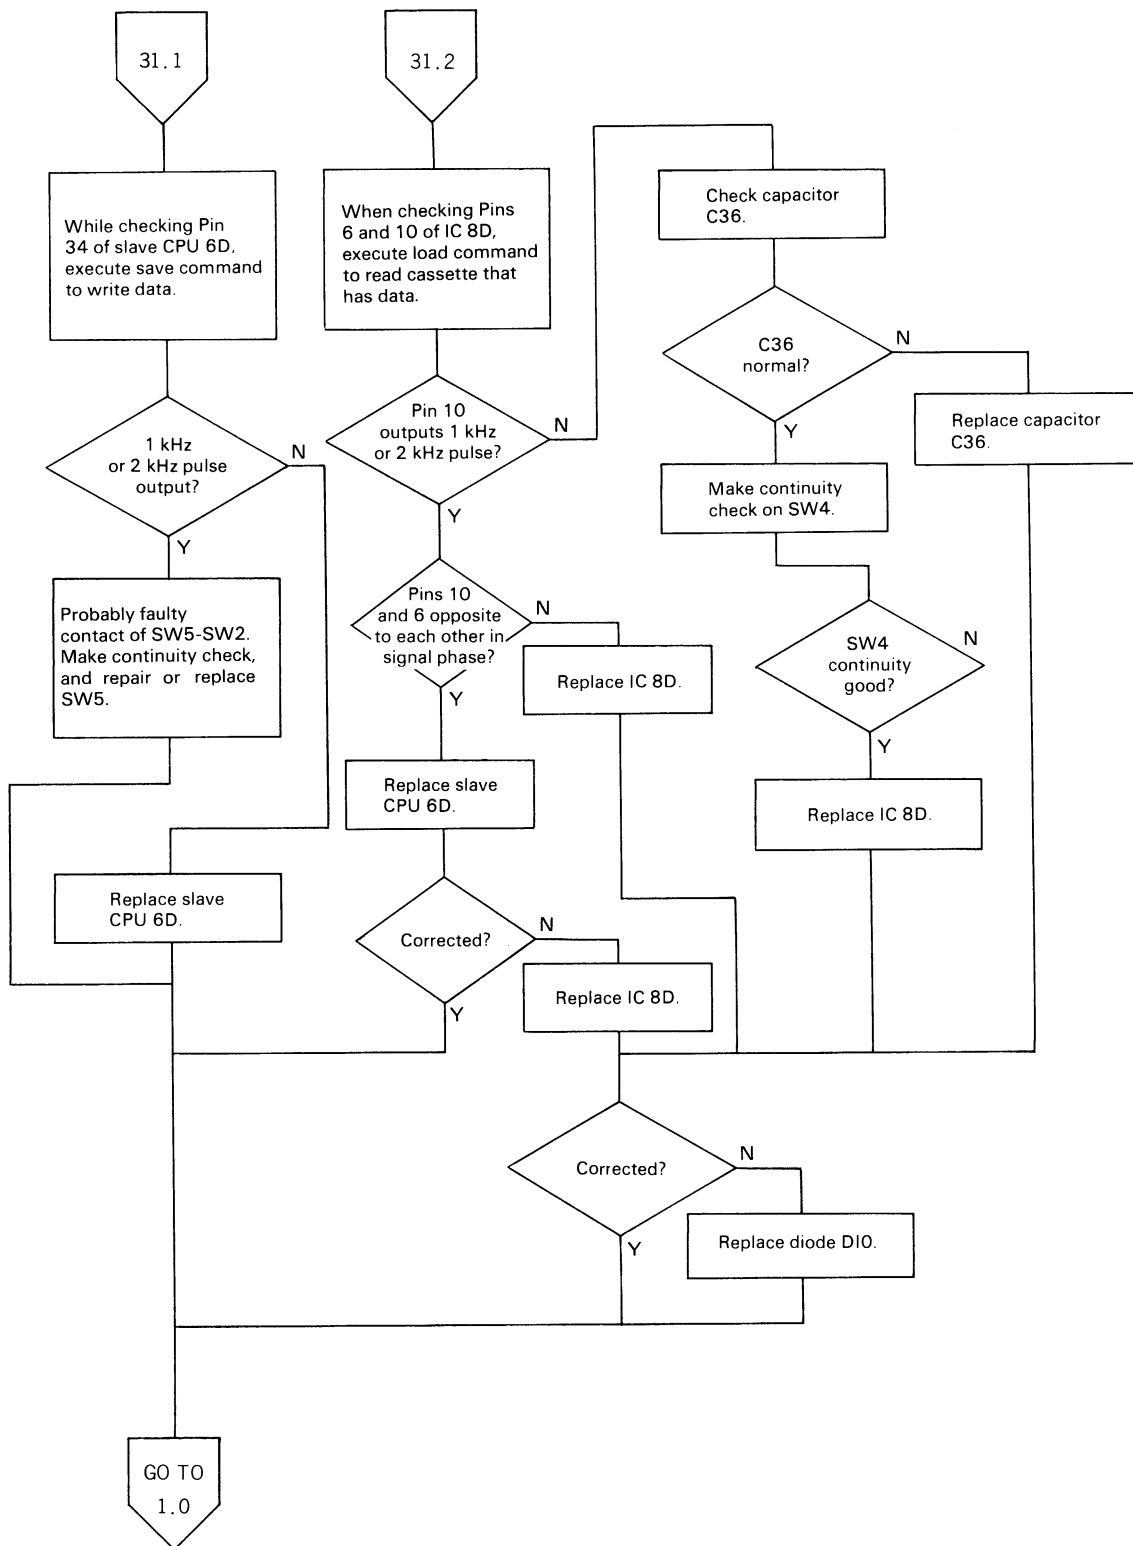 31.1
While checking Pin
34 of slave CPU 6D,
execute save command
to write data.
1 kHz
or 2 kHz pulse
output?
N
Y
Probably faulty
contact of SW5-SW2.
Make continuity check,
and repair or replace
SW5.
Replace slave
CPU 6D.
31.2
When checking Pins
6 and 10 of IC 8D,
execute load command
to read cassette that
has data.
Pin 10
outputs 1 kHz
or 2 kHz pulse?
N
Y
Pins 10
and 6 opposite
to each other in
signal phase?
N
Y
Replace IC 8D.
Replace slave
CPU 6D.
Corrected?
N
Y
Replace IC 8D.
Check capacitor
C36.
C36
normal?
N
Y
Replace capacitor
C36.
Make continuity
check on SW4.
SW4
continuity
good?
N
Y
Replace IC 8D.
Corrected?
N
Y
Replace diode DI0.
GO TO
1.0